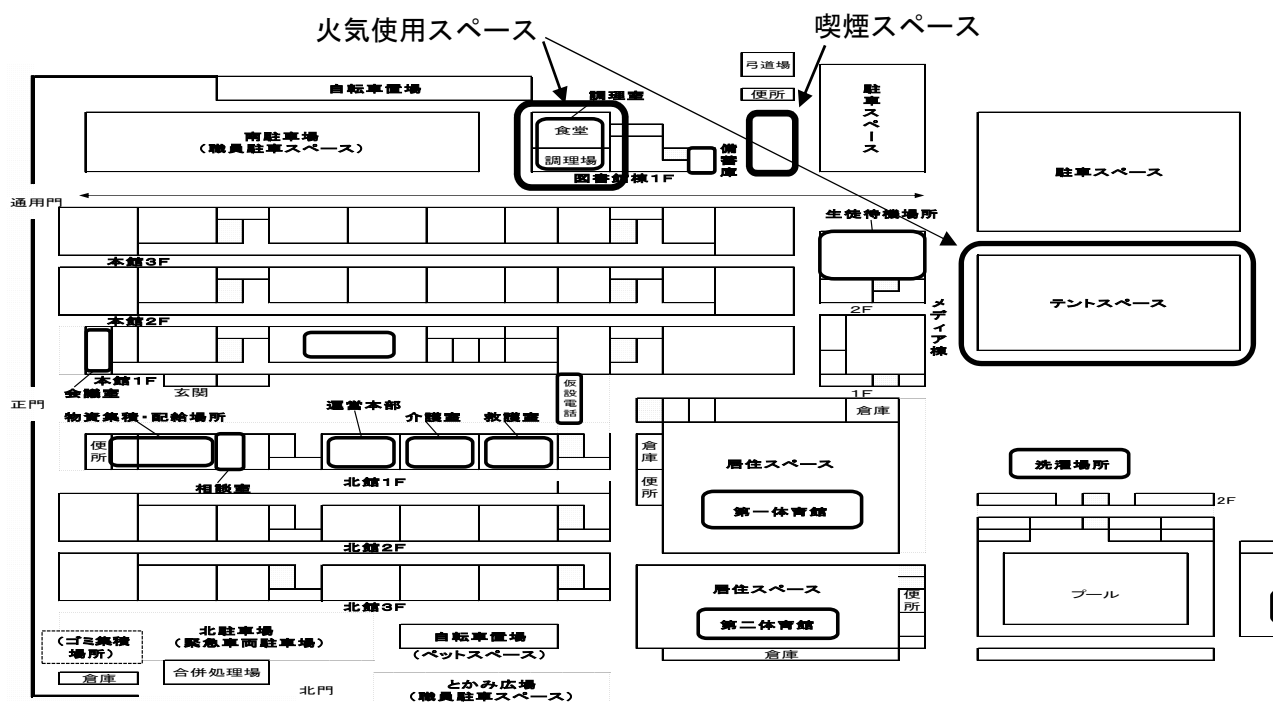 火気使用スペース
喫煙スペース
弓道場
便所
駐車スペース
自転車置場
調理室
南駐車場
(職員駐車スペース)
食堂
調理場
備蓄庫
図書館棟1F
駐車スペース
通用門
生徒待機場所
本館3F
テントスペース
2F
メディア棟
本館2F
本館1F
会議室
玄関
仮設電話
1F
正門
物資集積・配給場所
運営本部
介護室
救護室
倉庫
便所
倉庫
居住スペース
洗濯場所
便所
相談室
北館1F
第一体育館
2F
北館2F
居住スペース
プール
便所
北館3F
第二体育館
北駐車場
(緊急車両駐車場)
自転車置場
(ペットスペース)
(ゴミ集積
場所)
倉庫
倉庫
合併処理場
北門
とかみ広場
(職員駐車スペース)